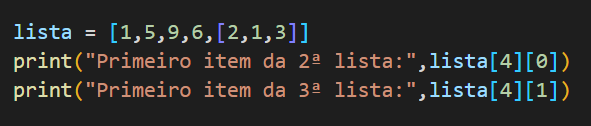 lista = [1,5,9,6,[2,1,3]]
print("Primeiro item da 2ª lista:",lista[4][0])
print("Primeiro item da 3ª lista:",lista[4][1])